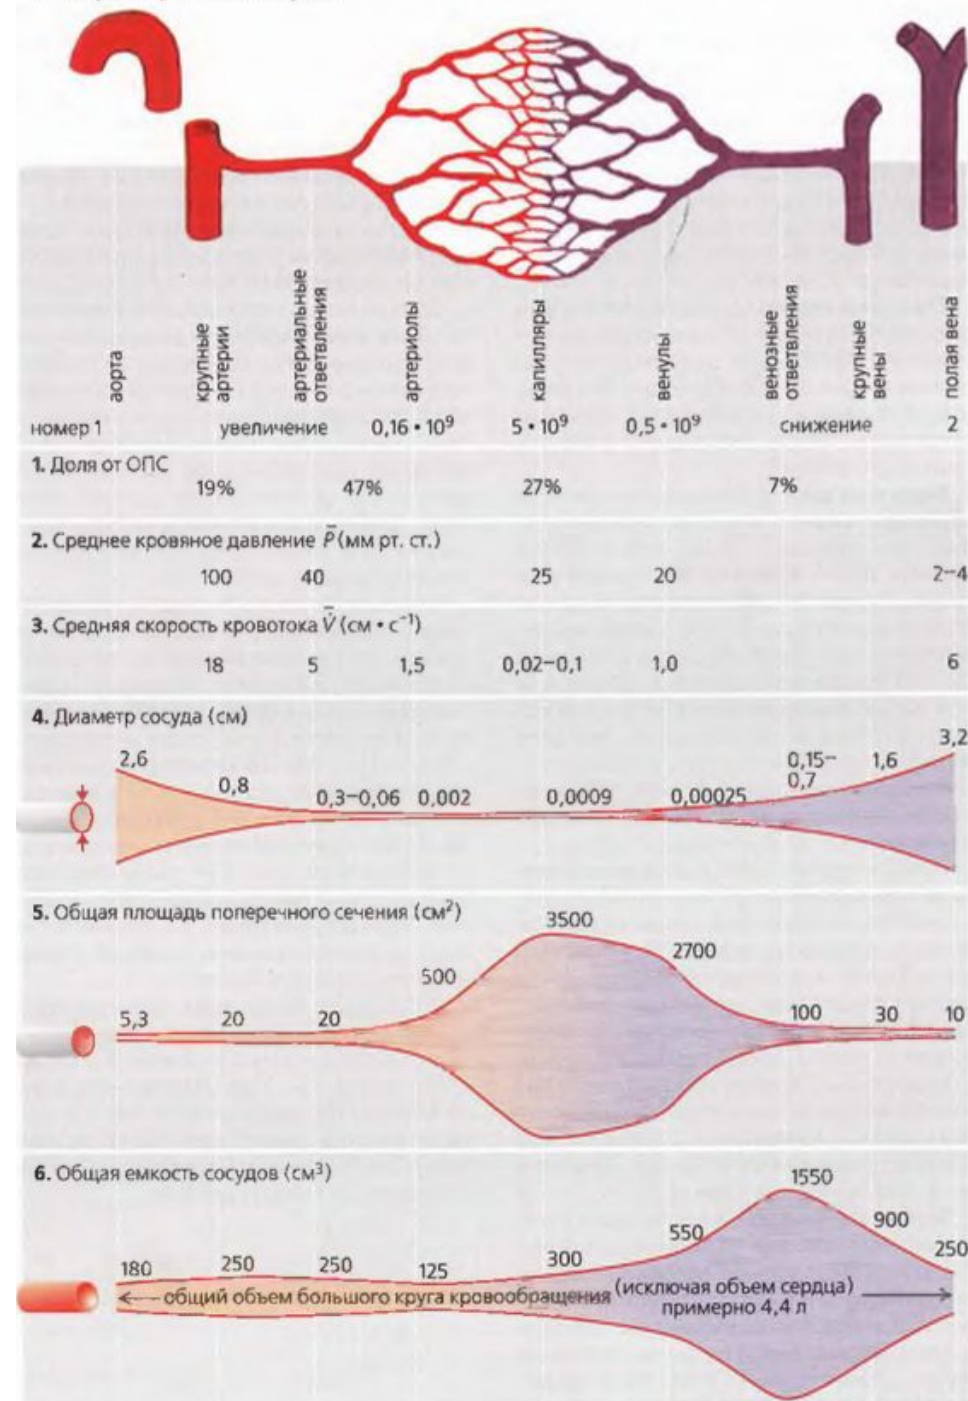 аорта
крупные
артерии
артериальные
ответвления
артериолы
капилляры
венулы
венозные
ответвления
крупные
вены
полая вена
номер 1 увеличение 0,16 • 10⁹ 5 • 10⁹ 0,5 • 10⁹ снижение 2
1. Доля от ОПС
19% 47% 27% 7%
2. Среднее кровяное давление P̄ (мм рт. ст.)
100 40 25 20 2–4
3. Средняя скорость кровотока V̇̄ (см • с⁻¹)
18 5 1,5 0,02–0,1 1,0 6
4. Диаметр сосуда (см)
2,6 0,8 0,3–0,06 0,002 0,0009 0,00025 0,15–
0,7 1,6 3,2
5. Общая площадь поперечного сечения (см²)
5,3 20 20 500 3500 2700 100 30 10
6. Общая емкость сосудов (см³)
180 250 250 125 300 550 1550 900 250
общий объем большого круга кровообращения (исключая объем сердца)
примерно 4,4 л